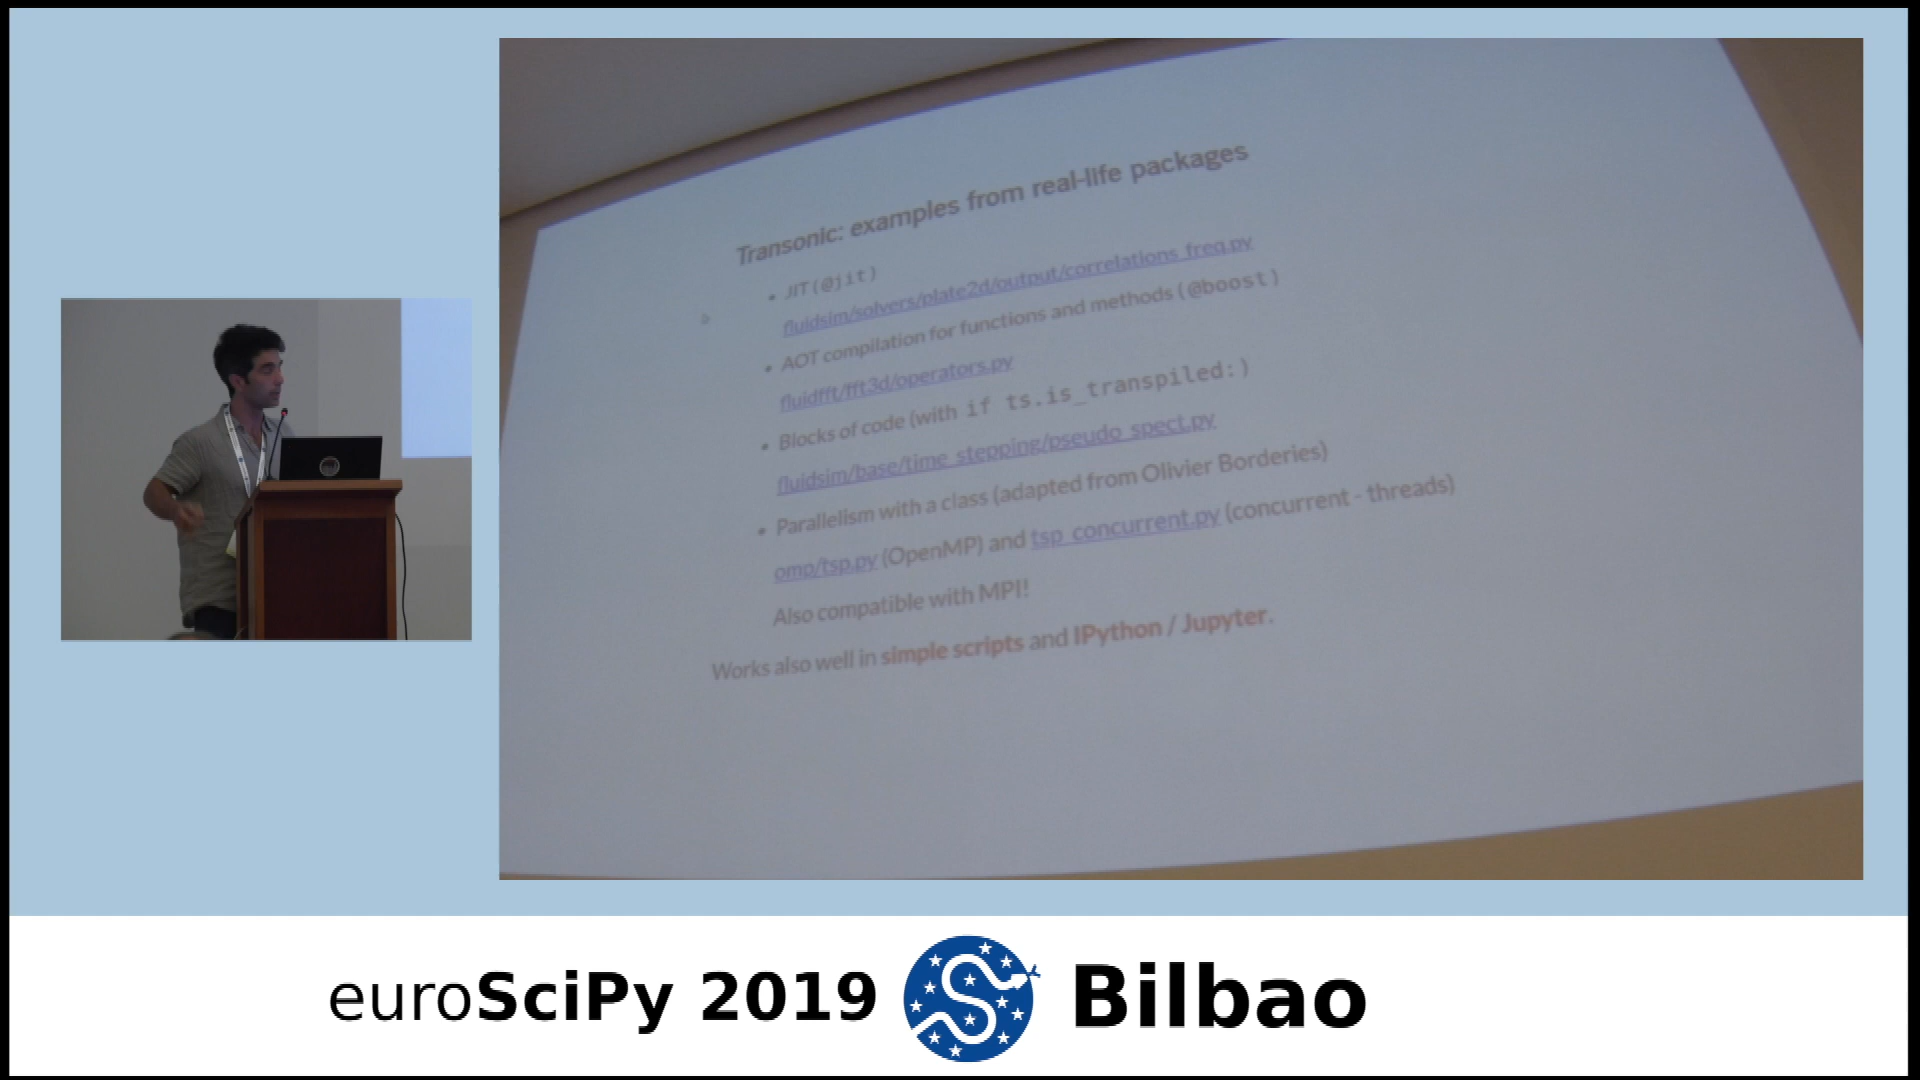 Transonic: examples from real-life packages
• JIT (@jit)
fluidsim/solvers/plate2d/output/correlations_freq.py
• AOT compilation for functions and methods (@boost)
fluidfft/fft3d/operators.py
• Blocks of code (with if ts.is_transpiled:)
fluidsim/base/time_stepping/pseudo_spect.py
• Parallelism with a class (adapted from Olivier Borderies)
omp/tsp.py (OpenMP) and tsp_concurrent.py (concurrent - threads)
Also compatible with MPI!
Works also well in simple scripts and IPython / Jupyter.
euroSciPy 2019 Bilbao